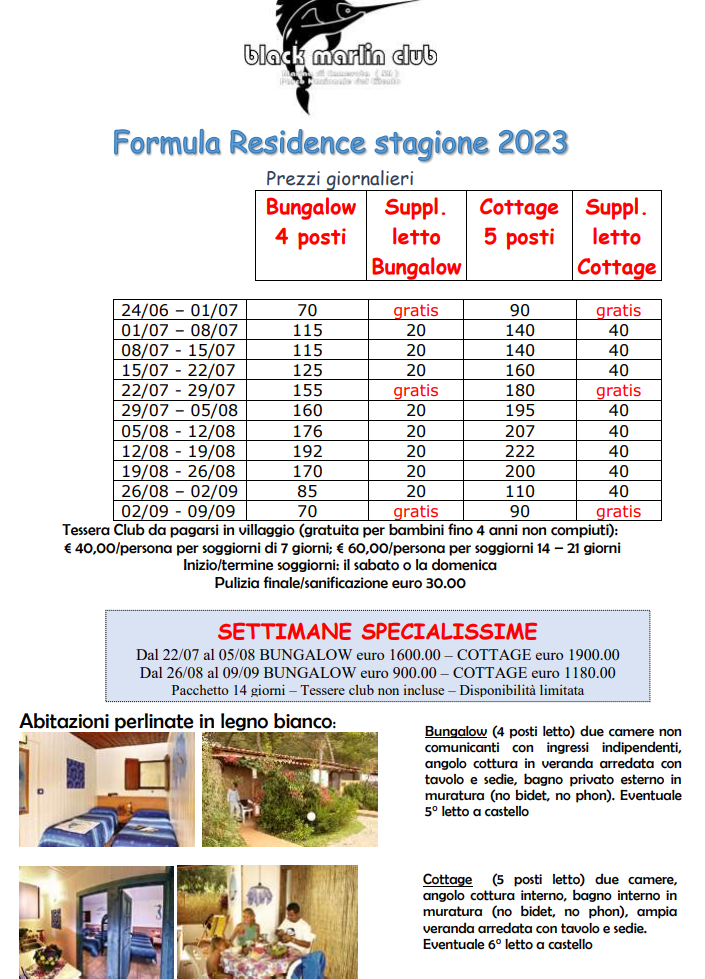 black marlin club
Marina di Camerota ( SA )
Parco Nazionale del Cilento
Formula Residence stagione 2023
Prezzi giornalieri
Bungalow 4 posti Suppl. letto Bungalow Cottage 5 posti Suppl. letto Cottage
24/06 – 01/07 70 gratis 90 gratis
01/07 – 08/07 115 20 140 40
08/07 - 15/07 115 20 140 40
15/07 - 22/07 125 20 160 40
22/07 - 29/07 155 gratis 180 gratis
29/07 – 05/08 160 20 195 40
05/08 - 12/08 176 20 207 40
12/08 - 19/08 192 20 222 40
19/08 - 26/08 170 20 200 40
26/08 – 02/09 85 20 110 40
02/09 - 09/09 70 gratis 90 gratis
Tessera Club da pagarsi in villaggio (gratuita per bambini fino 4 anni non compiuti):
€ 40,00/persona per soggiorni di 7 giorni; € 60,00/persona per soggiorni 14 – 21 giorni
Inizio/termine soggiorni: il sabato o la domenica
Pulizia finale/sanificazione euro 30.00
SETTIMANE SPECIALISSIME
Dal 22/07 al 05/08 BUNGALOW euro 1600.00 – COTTAGE euro 1900.00
Dal 26/08 al 09/09 BUNGALOW euro 900.00 – COTTAGE euro 1180.00
Pacchetto 14 giorni – Tessere club non incluse – Disponibilità limitata
Abitazioni perlinate in legno bianco:
Bungalow (4 posti letto) due camere non
comunicanti con ingressi indipendenti,
angolo cottura in veranda arredata con
tavolo e sedie, bagno privato esterno in
muratura (no bidet, no phon). Eventuale
5° letto a castello
Cottage (5 posti letto) due camere,
angolo cottura interno, bagno interno in
muratura (no bidet, no phon), ampia
veranda arredata con tavolo e sedie.
Eventuale 6° letto a castello